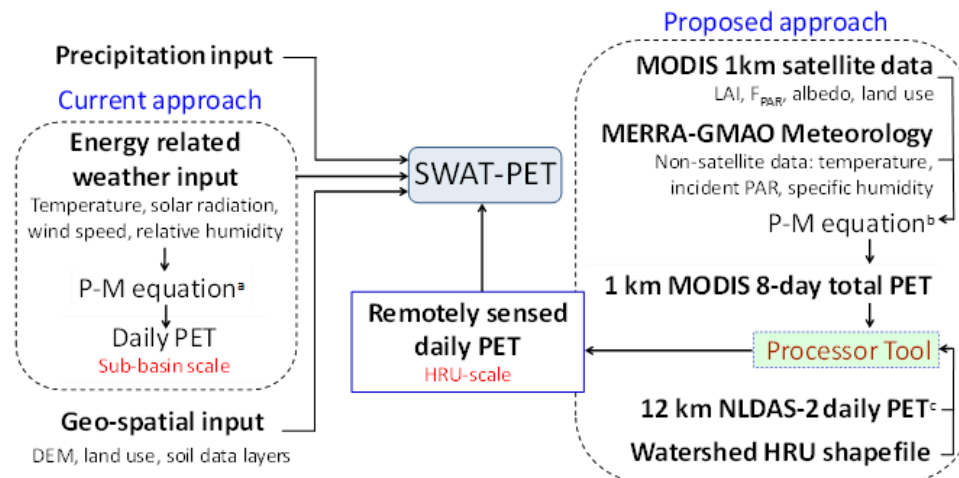 Precipitation input
Current approach
Energy related
weather input
Temperature, solar radiation,
wind speed, relative humidity
P-M equationᵃ
Daily PET
Sub-basin scale
Geo-spatial input
DEM, land use, soil data layers
SWAT-PET
Remotely sensed
daily PET
HRU-scale
Proposed approach
MODIS 1km satellite data
LAI, F_PAR, albedo, land use
MERRA-GMAO Meteorology
Non-satellite data: temperature,
incident PAR, specific humidity
P-M equationᵇ
1 km MODIS 8-day total PET
Processor Tool
12 km NLDAS-2 daily PETᶜ
Watershed HRU shapefile